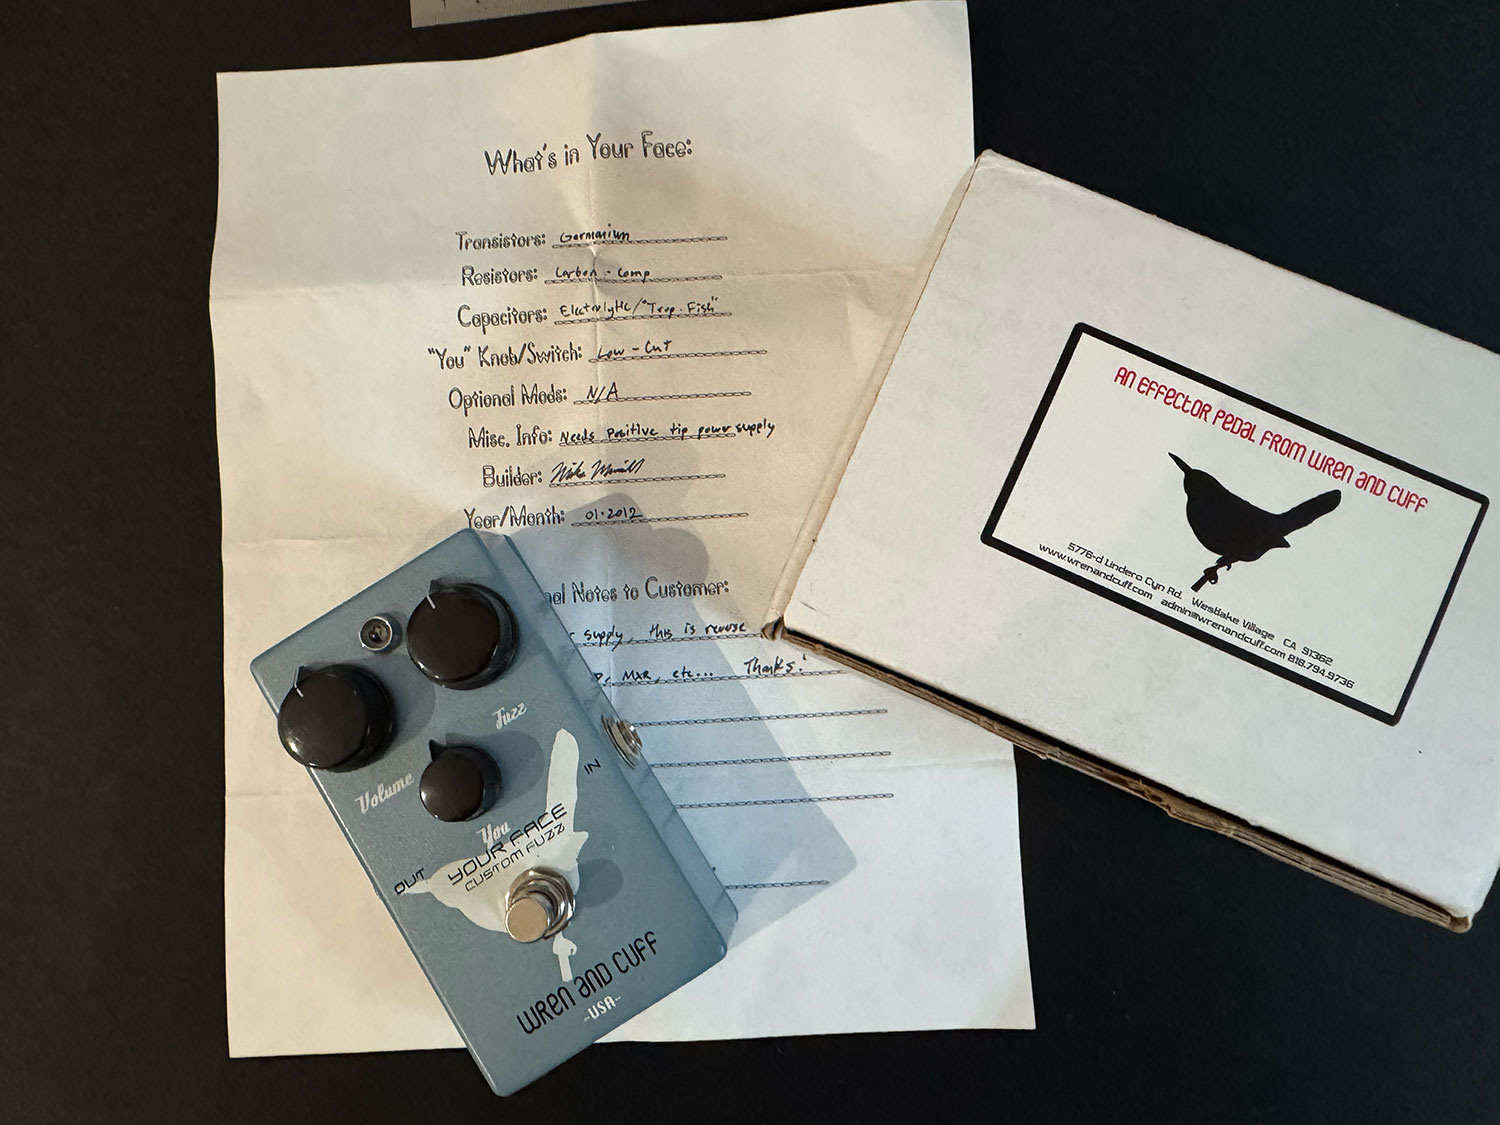 What's in Your Face:
Transistors: Germanium
Resistors: Carbon-Comp
Capacitors: Electrolytic/"Trop. Fish"
"You" Knob/Switch: Low-Cut
Optional Mods: N/A
Misc. Info: Needs positive tip power supply
Builder:
Year/Month: 01.2012
Notes to Customer:
supply, this is reverse
MXR, etc... Thanks!
Fuzz
Volume
You
IN
OUT
YOUR FACE
CUSTOM FUZZ
WREN AND CUFF
-USA-
AN EFFECTOR PEDAL FROM WREN AND CUFF
5776-d Lindero Cyn Rd. Westlake Village CA 91362
www.wrenandcuff.com admin@wrenandcuff.com 818.794.9736